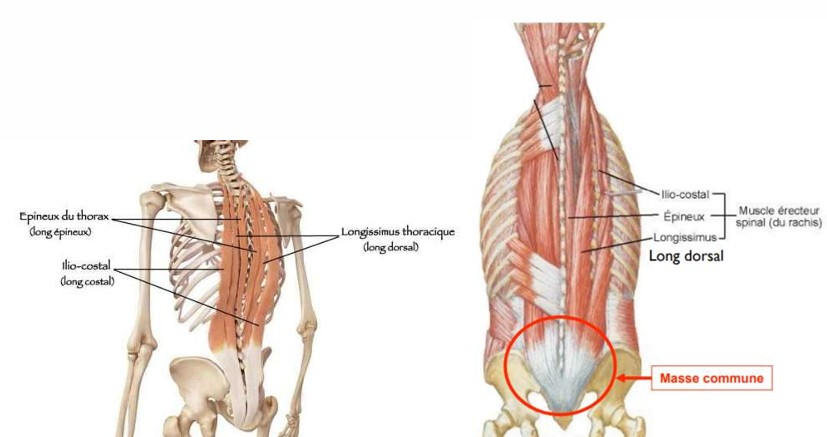 Epineux du thorax
(long épineux)
Ilio-costal
(long costal)
Longissimus thoracique
(long dorsal)
Ilio-costal
Épineux
Longissimus
Muscle érecteur
spinal (du rachis)
Long dorsal
Masse commune